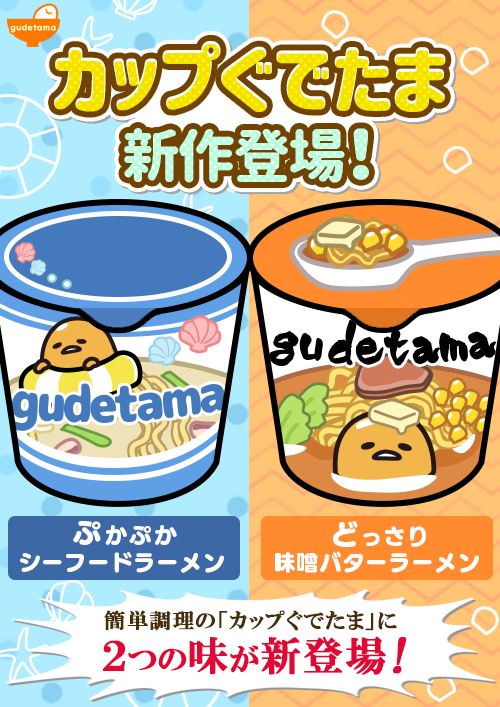 gudetama
カップぐでたま
新作登場!
gudetama
gudetama
ぷかぷか
シーフードラーメン
どっさり
味噌バターラーメン
簡単調理の「カップぐでたま」に
2つの味が新登場!